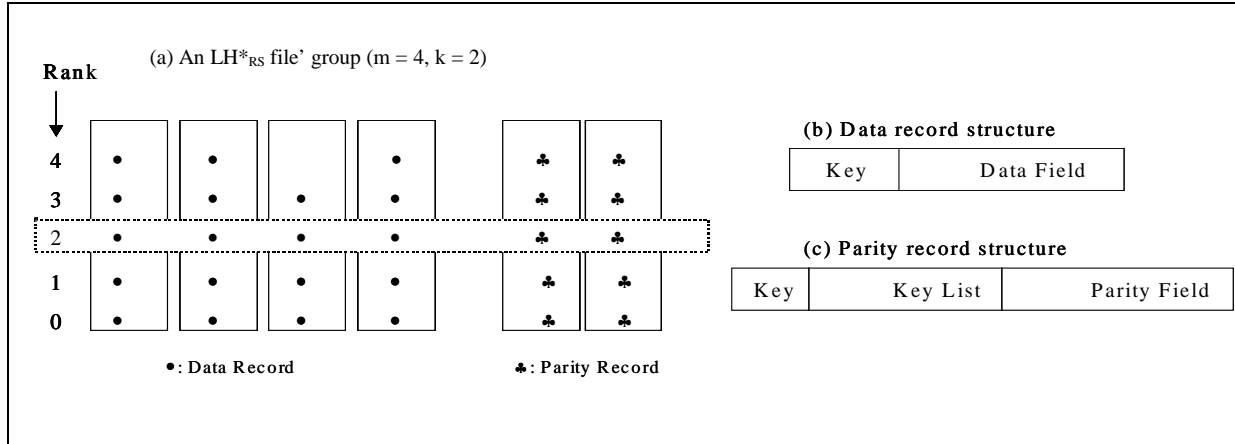 (a) An LH*RS file' group (m = 4, k = 2)
Rank
4
3
2
1
0
●: Data Record
♣: Parity Record
(b) Data record structure
Key Data Field
(c) Parity record structure
Key Key List Parity Field